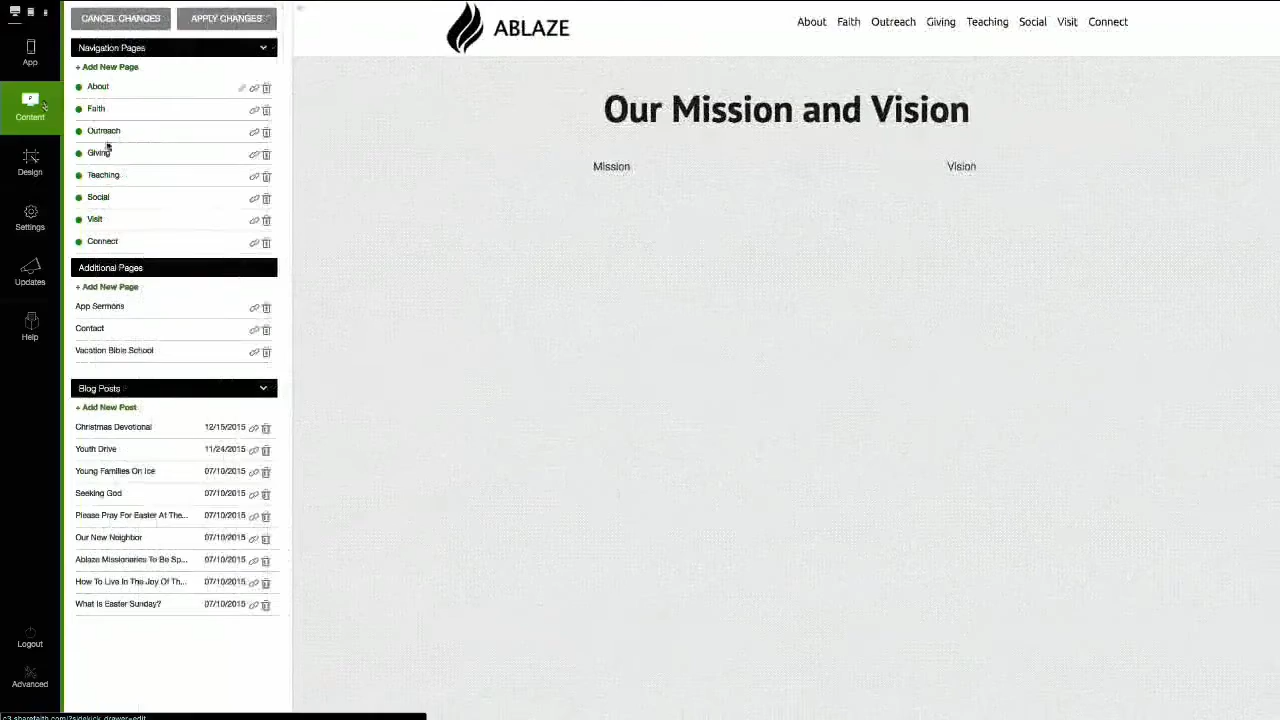 CANCEL CHANGES
APPLY CHANGES
ABLAZE
About Faith Outreach Giving Teaching Social Visit Connect
App
Content
Design
Settings
Updates
Help
Logout
Advanced
Navigation Pages
+ Add New Page
About
Faith
Outreach
Giving
Teaching
Social
Visit
Connect
Additional Pages
+ Add New Page
App Sermons
Contact
Vacation Bible School
Blog Posts
+ Add New Post
Christmas Devotional 12/15/2015
Youth Drive 11/24/2015
Young Families On Ice 07/10/2015
Seeking God 07/10/2015
Please Pray For Easter At The... 07/10/2015
Our New Neighbor 07/10/2015
Ablaze Missionaries To Be Sp... 07/10/2015
How To Live In The Joy Of Th... 07/10/2015
What Is Easter Sunday? 07/10/2015
Our Mission and Vision
Mission Vision
c3.sharefaith.com/?sidekick_drawer=edit